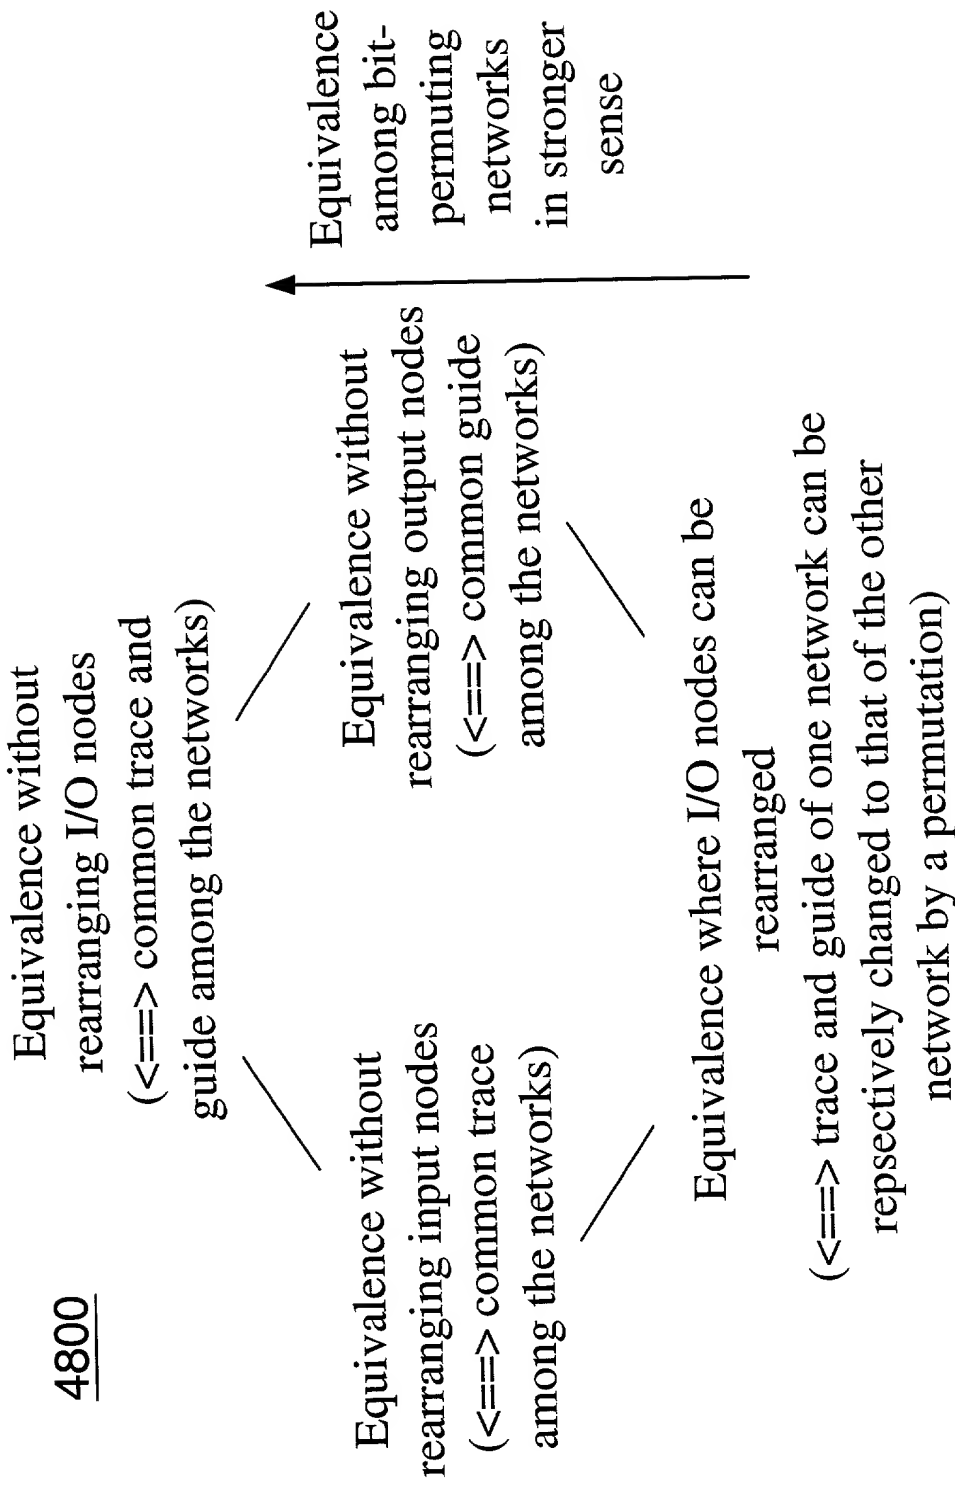 4800
Equivalence without
rearranging I/O nodes
(<==> common trace and
guide among the networks)
Equivalence without
rearranging input nodes
(<==> common trace
among the networks)
Equivalence without
rearranging output nodes
(<==> common guide
among the networks)
Equivalence
among bit-
permuting
networks
in stronger
sense
Equivalence where I/O nodes can be
rearranged
(<==> trace and guide of one network can be
repsectively changed to that of the other
network by a permutation)